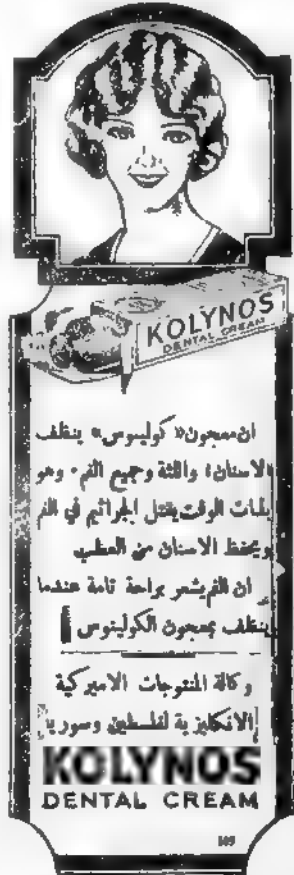 KOLYNOS
DENTAL CREAM
ان معجون « كولينوس » ينظف
الاسنان، واللثة وجميع الفم. وهو
بذات الوقت يقتل الجراثيم في الفم
ويحفظ الاسنان من العطب
ان الفم يشعر براحة تامة عندما
ينظف بمعجون الكولينوس
وكالة المنتوجات الاميركية
الانكليزية لفلسطين وسوريا
KOLYNOS
DENTAL CREAM